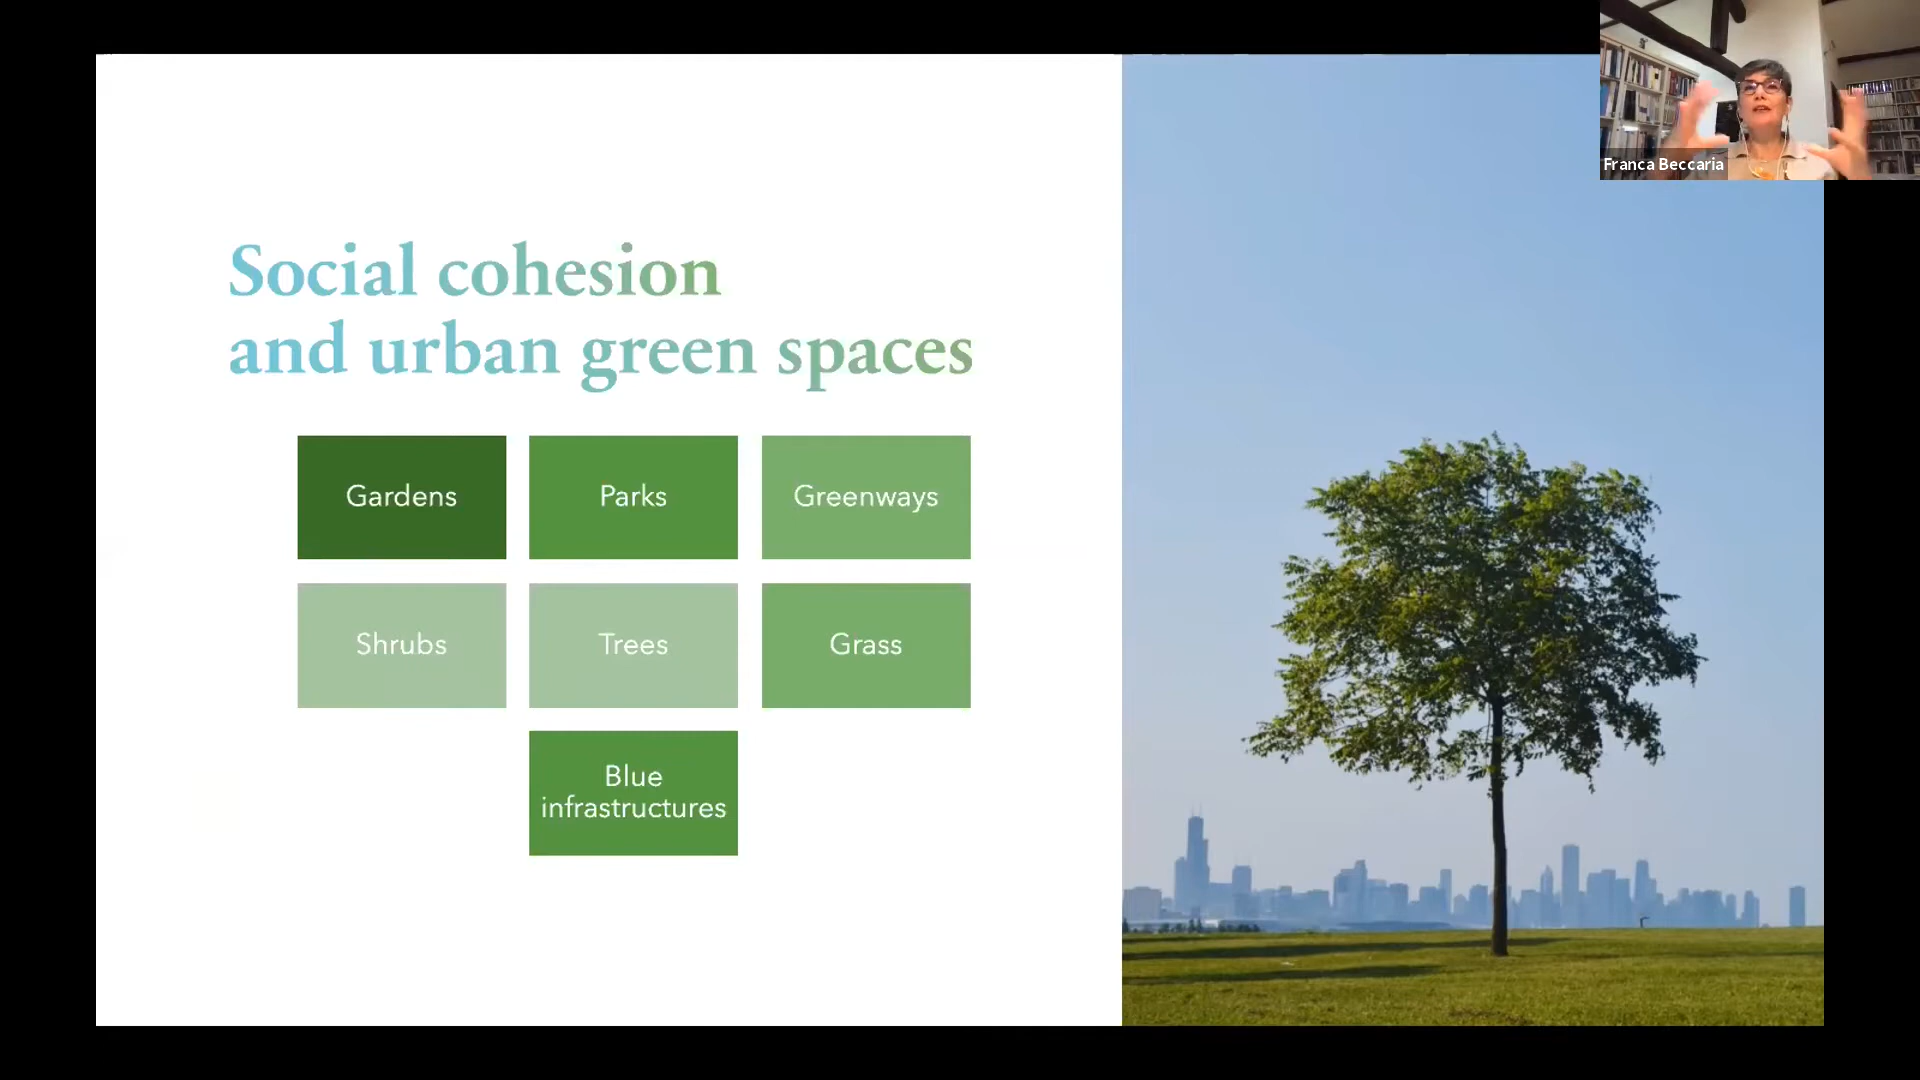 Franca Beccaria
Social cohesion
and urban green spaces
Gardens
Parks
Greenways
Shrubs
Trees
Grass
Blue
infrastructures